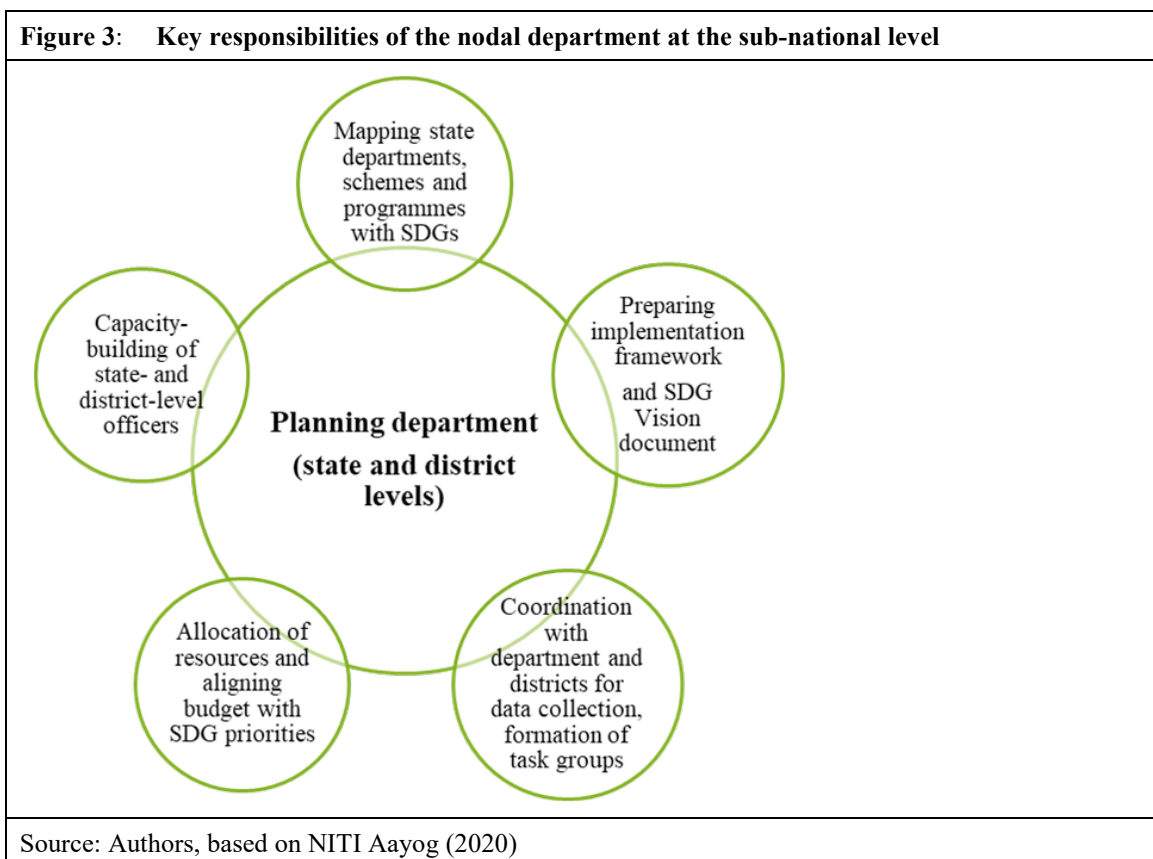 Figure 3: Key responsibilities of the nodal department at the sub-national level
Mapping state
departments,
schemes and
programmes
with SDGs
Preparing
implementation
framework
and SDG
Vision
document
Capacity-
building of
state- and
district-level
officers
Planning department
(state and district
levels)
Coordination
with
department and
districts for
data collection,
formation of
task groups
Allocation of
resources and
aligning
budget with
SDG priorities
Source: Authors, based on NITI Aayog (2020)